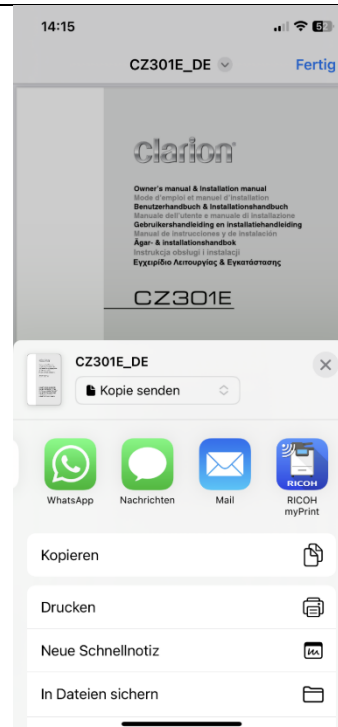 14:15
CZ301E_DE
Fertig
Clarion
Owner's manual & Installation manual
Mode d'emploi et manuel d'installation
Benutzerhandbuch & Installationshandbuch
Manuale dell'utente e manuale di installazione
Gebruikershandleiding en installatiehandleiding
Manual de instrucciones y de instalación
Ägar- & installationshandbok
Instrukcja obsługi i instalacji
Εγχειρίδιο Λειτουργίας & Εγκατάστασης
CZ301E
CZ301E_DE
Kopie senden
WhatsApp
Nachrichten
Mail
RICOH
RICOH
myPrint
Kopieren
Drucken
Neue Schnellnotiz
In Dateien sichern